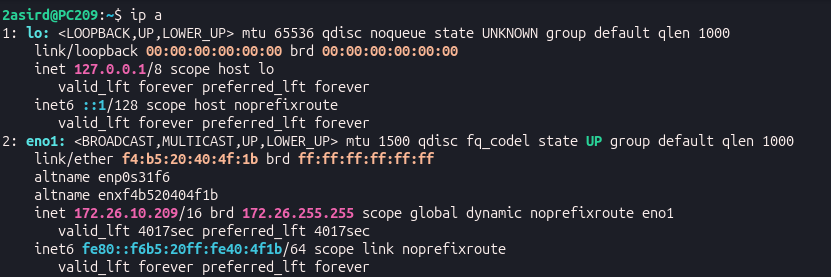 2asird@PC209:~$ ip a
1: lo: <LOOPBACK,UP,LOWER_UP> mtu 65536 qdisc noqueue state UNKNOWN group default qlen 1000
    link/loopback 00:00:00:00:00:00 brd 00:00:00:00:00:00
    inet 127.0.0.1/8 scope host lo
       valid_lft forever preferred_lft forever
    inet6 ::1/128 scope host noprefixroute
       valid_lft forever preferred_lft forever
2: eno1: <BROADCAST,MULTICAST,UP,LOWER_UP> mtu 1500 qdisc fq_codel state UP group default qlen 1000
    link/ether f4:b5:20:40:4f:1b brd ff:ff:ff:ff:ff:ff
    altname enp0s31f6
    altname enxf4b520404f1b
    inet 172.26.10.209/16 brd 172.26.255.255 scope global dynamic noprefixroute eno1
       valid_lft 4017sec preferred_lft 4017sec
    inet6 fe80::f6b5:20ff:fe40:4f1b/64 scope link noprefixroute
       valid_lft forever preferred_lft forever